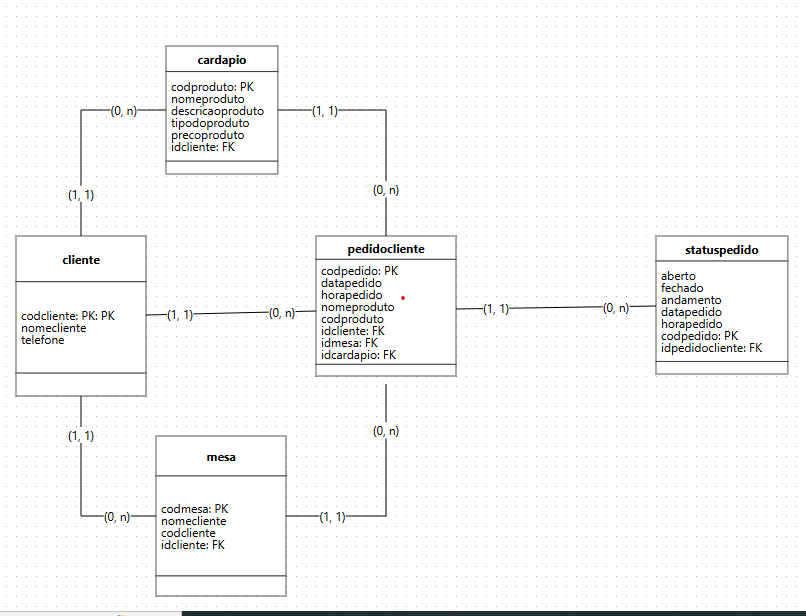 cardapio
codproduto: PK
nomeproduto
descricaoproduto
tipodoproduto
precoproduto
idcliente: FK
(0, n)
(1, 1)
(1, 1)
(0, n)
cliente
codcliente: PK: PK
nomecliente
telefone
(1, 1)
(0, n)
pedidocliente
codpedido: PK
datapedido
horapedido
nomeproduto
codproduto
idcliente: FK
idmesa: FK
idcardapio: FK
(1, 1)
(0, n)
statuspedido
aberto
fechado
andamento
datapedido
horapedido
codpedido: PK
idpedidocliente: FK
(1, 1)
(0, n)
mesa
codmesa: PK
nomecliente
codcliente
idcliente: FK
(0, n)
(1, 1)